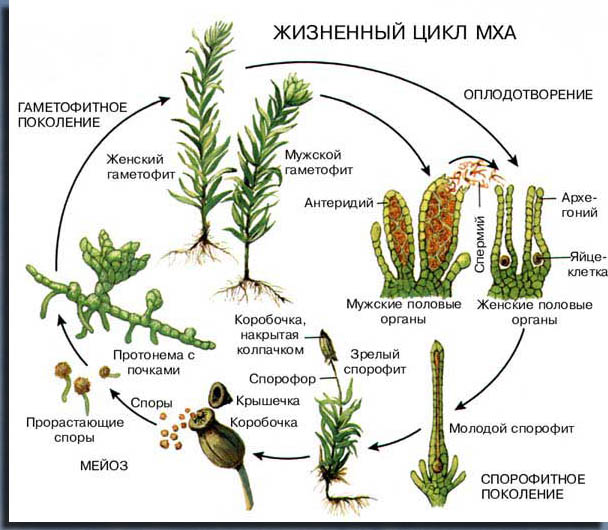 ЖИЗНЕННЫЙ ЦИКЛ МХА
ГАМЕТОФИТНОЕ
ПОКОЛЕНИЕ
ОПЛОДОТВОРЕНИЕ
Женский
гаметофит
Мужской
гаметофит
Антеридий
Спермий
Архе-
гоний
Яйце-
клетка
Мужские половые
органы
Женские половые
органы
Протонема с
почками
Коробочка,
накрытая
колпачком
Зрелый
спорофит
Спорофор
Крышечка
Споры
Коробочка
Прорастающие
споры
МЕЙОЗ
Молодой спорофит
СПОРОФИТНОЕ
ПОКОЛЕНИЕ